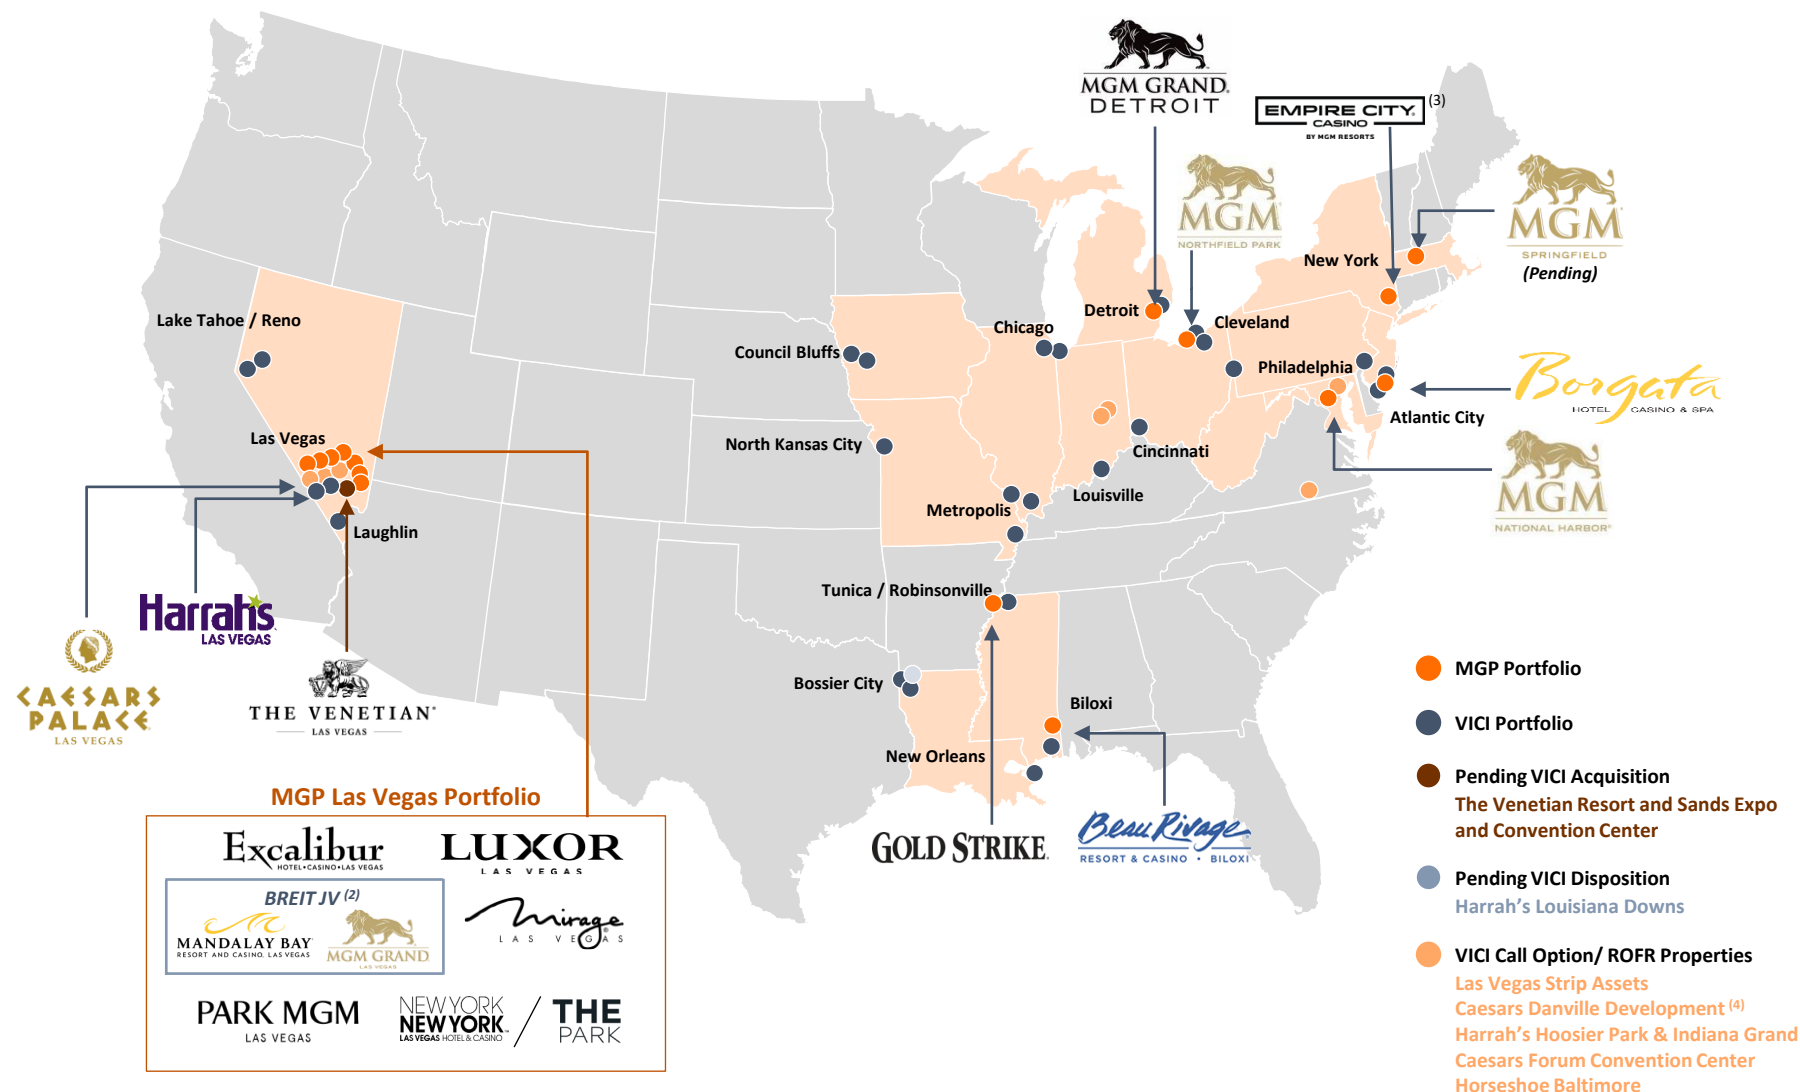 MGM GRAND.
DETROIT
EMPIRE CITY.
CASINO
BY MGM RESORTS
(3)
MGM
NORTHFIELD PARK
MGM
SPRINGFIELD
(Pending)
New York
Lake Tahoe / Reno
Detroit
Chicago
Cleveland
Council Bluffs
Philadelphia
Borgata
HOTEL CASINO & SPA
Atlantic City
Las Vegas
North Kansas City
Cincinnati
Louisville
MGM
NATIONAL HARBOR®
Metropolis
Laughlin
Tunica / Robinsonville
Harrah's
LAS VEGAS
CAESARS
PALACE
LAS VEGAS
THE VENETIAN®
LAS VEGAS
Bossier City
Biloxi
New Orleans
GOLD STRIKE.
Beau Rivage
RESORT & CASINO • BILOXI
MGP Las Vegas Portfolio
Excalibur
HOTEL•CASINO•LAS VEGAS
LUXOR
LAS VEGAS
BREIT JV (2)
MANDALAY BAY
RESORT AND CASINO, LAS VEGAS
MGM GRAND
LAS VEGAS
Mirage
LAS VEGAS
PARK MGM
LAS VEGAS
NEW YORK
NEW YORK
LAS VEGAS HOTEL & CASINO
THE
PARK
MGP Portfolio
VICI Portfolio
Pending VICI Acquisition
The Venetian Resort and Sands Expo
and Convention Center
Pending VICI Disposition
Harrah's Louisiana Downs
VICI Call Option/ ROFR Properties
Las Vegas Strip Assets
Caesars Danville Development (4)
Harrah's Hoosier Park & Indiana Grand
Caesars Forum Convention Center
Horseshoe Baltimore